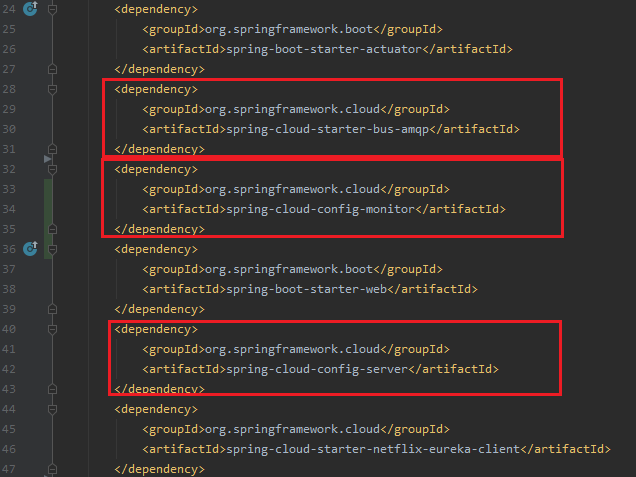 24 <dependency>
25 <groupId>org.springframework.boot</groupId>
26 <artifactId>spring-boot-starter-actuator</artifactId>
27 </dependency>
28 <dependency>
29 <groupId>org.springframework.cloud</groupId>
30 <artifactId>spring-cloud-starter-bus-amqp</artifactId>
31 </dependency>
32 <dependency>
33 <groupId>org.springframework.cloud</groupId>
34 <artifactId>spring-cloud-config-monitor</artifactId>
35 </dependency>
36 <dependency>
37 <groupId>org.springframework.boot</groupId>
38 <artifactId>spring-boot-starter-web</artifactId>
39 </dependency>
40 <dependency>
41 <groupId>org.springframework.cloud</groupId>
42 <artifactId>spring-cloud-config-server</artifactId>
43 </dependency>
44 <dependency>
45 <groupId>org.springframework.cloud</groupId>
46 <artifactId>spring-cloud-starter-netflix-eureka-client</artifactId>
47 </dependency>